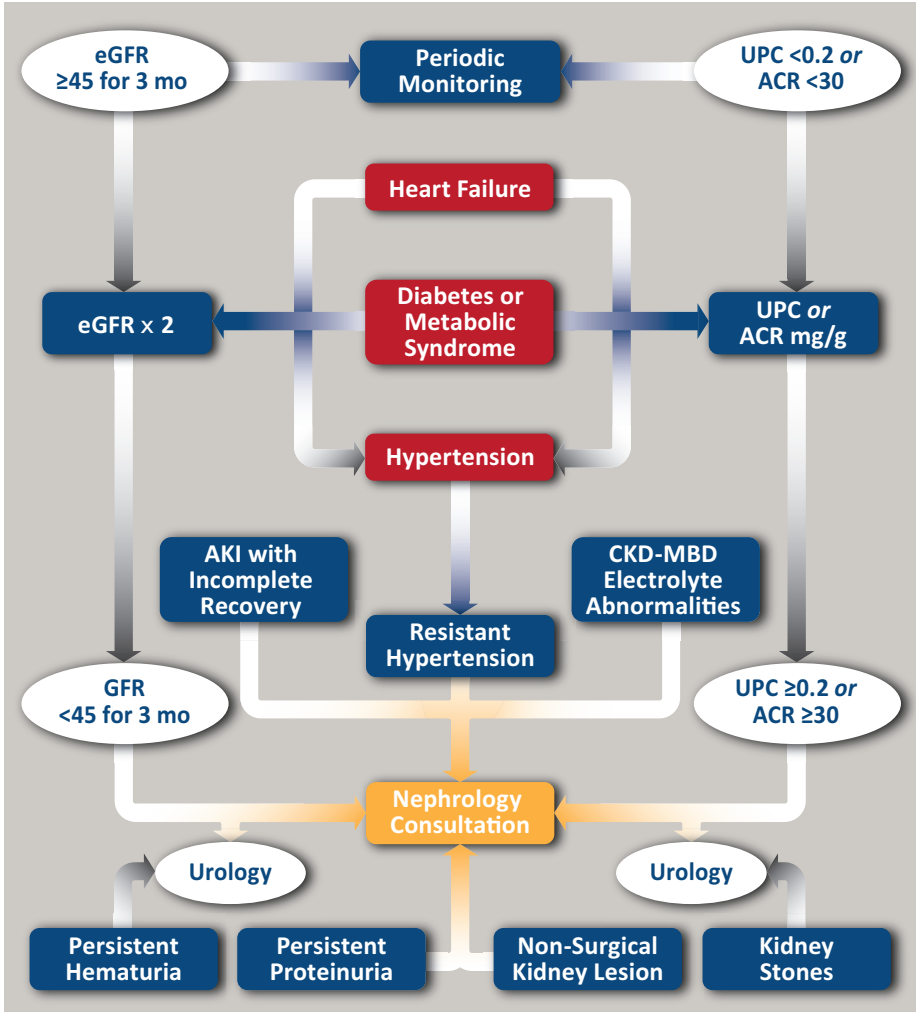 eGFR
≥45 for 3 mo
Periodic
Monitoring
UPC <0.2 or
ACR <30
Heart Failure
eGFR x 2
Diabetes or
Metabolic
Syndrome
UPC or
ACR mg/g
Hypertension
AKI with
Incomplete
Recovery
CKD-MBD
Electrolyte
Abnormalities
Resistant
Hypertension
GFR
<45 for 3 mo
UPC ≥0.2 or
ACR ≥30
Nephrology
Consultation
Urology
Urology
Persistent
Hematuria
Persistent
Proteinuria
Non-Surgical
Kidney Lesion
Kidney
Stones